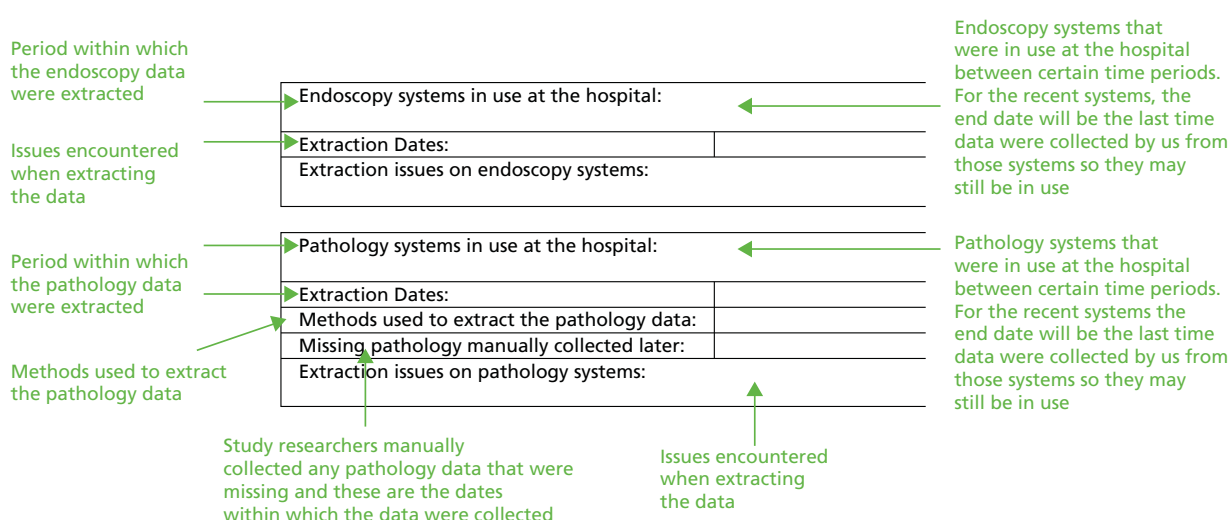 Period within which
the endoscopy data
were extracted
Issues encountered
when extracting
the data
Endoscopy systems in use at the hospital:
Extraction Dates:
Extraction issues on endoscopy systems:
Endoscopy systems that
were in use at the hospital
between certain time periods.
For the recent systems, the
end date will be the last time
data were collected by us from
those systems so they may
still be in use
Period within which
the pathology data
were extracted
Methods used to extract
the pathology data
Pathology systems in use at the hospital:
Extraction Dates:
Methods used to extract the pathology data:
Missing pathology manually collected later:
Extraction issues on pathology systems:
Pathology systems that
were in use at the hospital
between certain time periods.
For the recent systems the
end date will be the last time
data were collected by us from
those systems so they may
still be in use
Study researchers manually
collected any pathology data that were
missing and these are the dates
within which the data were collected
Issues encountered
when extracting
the data